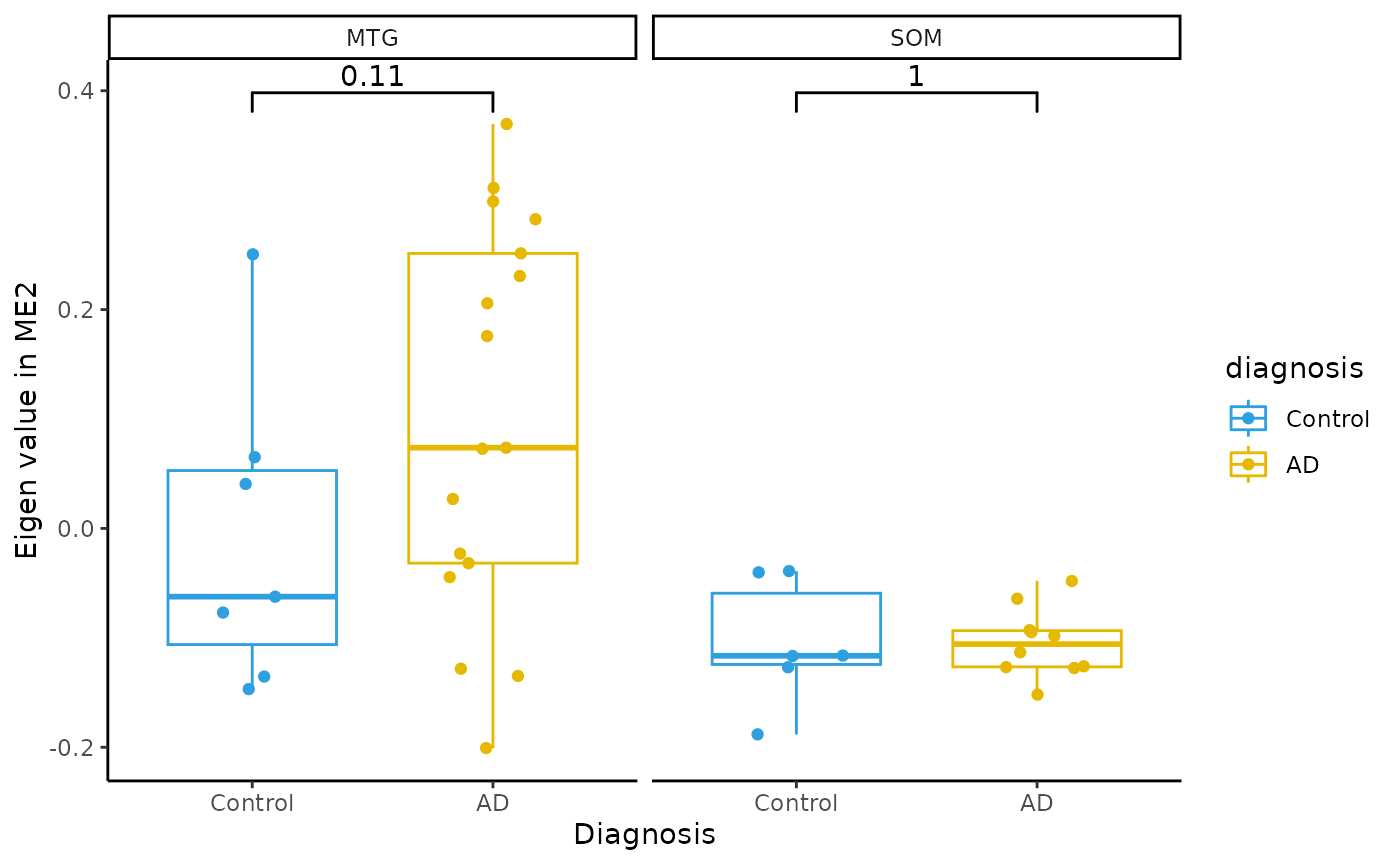 MTG
SOM
0.11
1
0.4
0.2
0.0
-0.2
Eigen value in ME2
Control
AD
Control
AD
Diagnosis
diagnosis
Control
AD